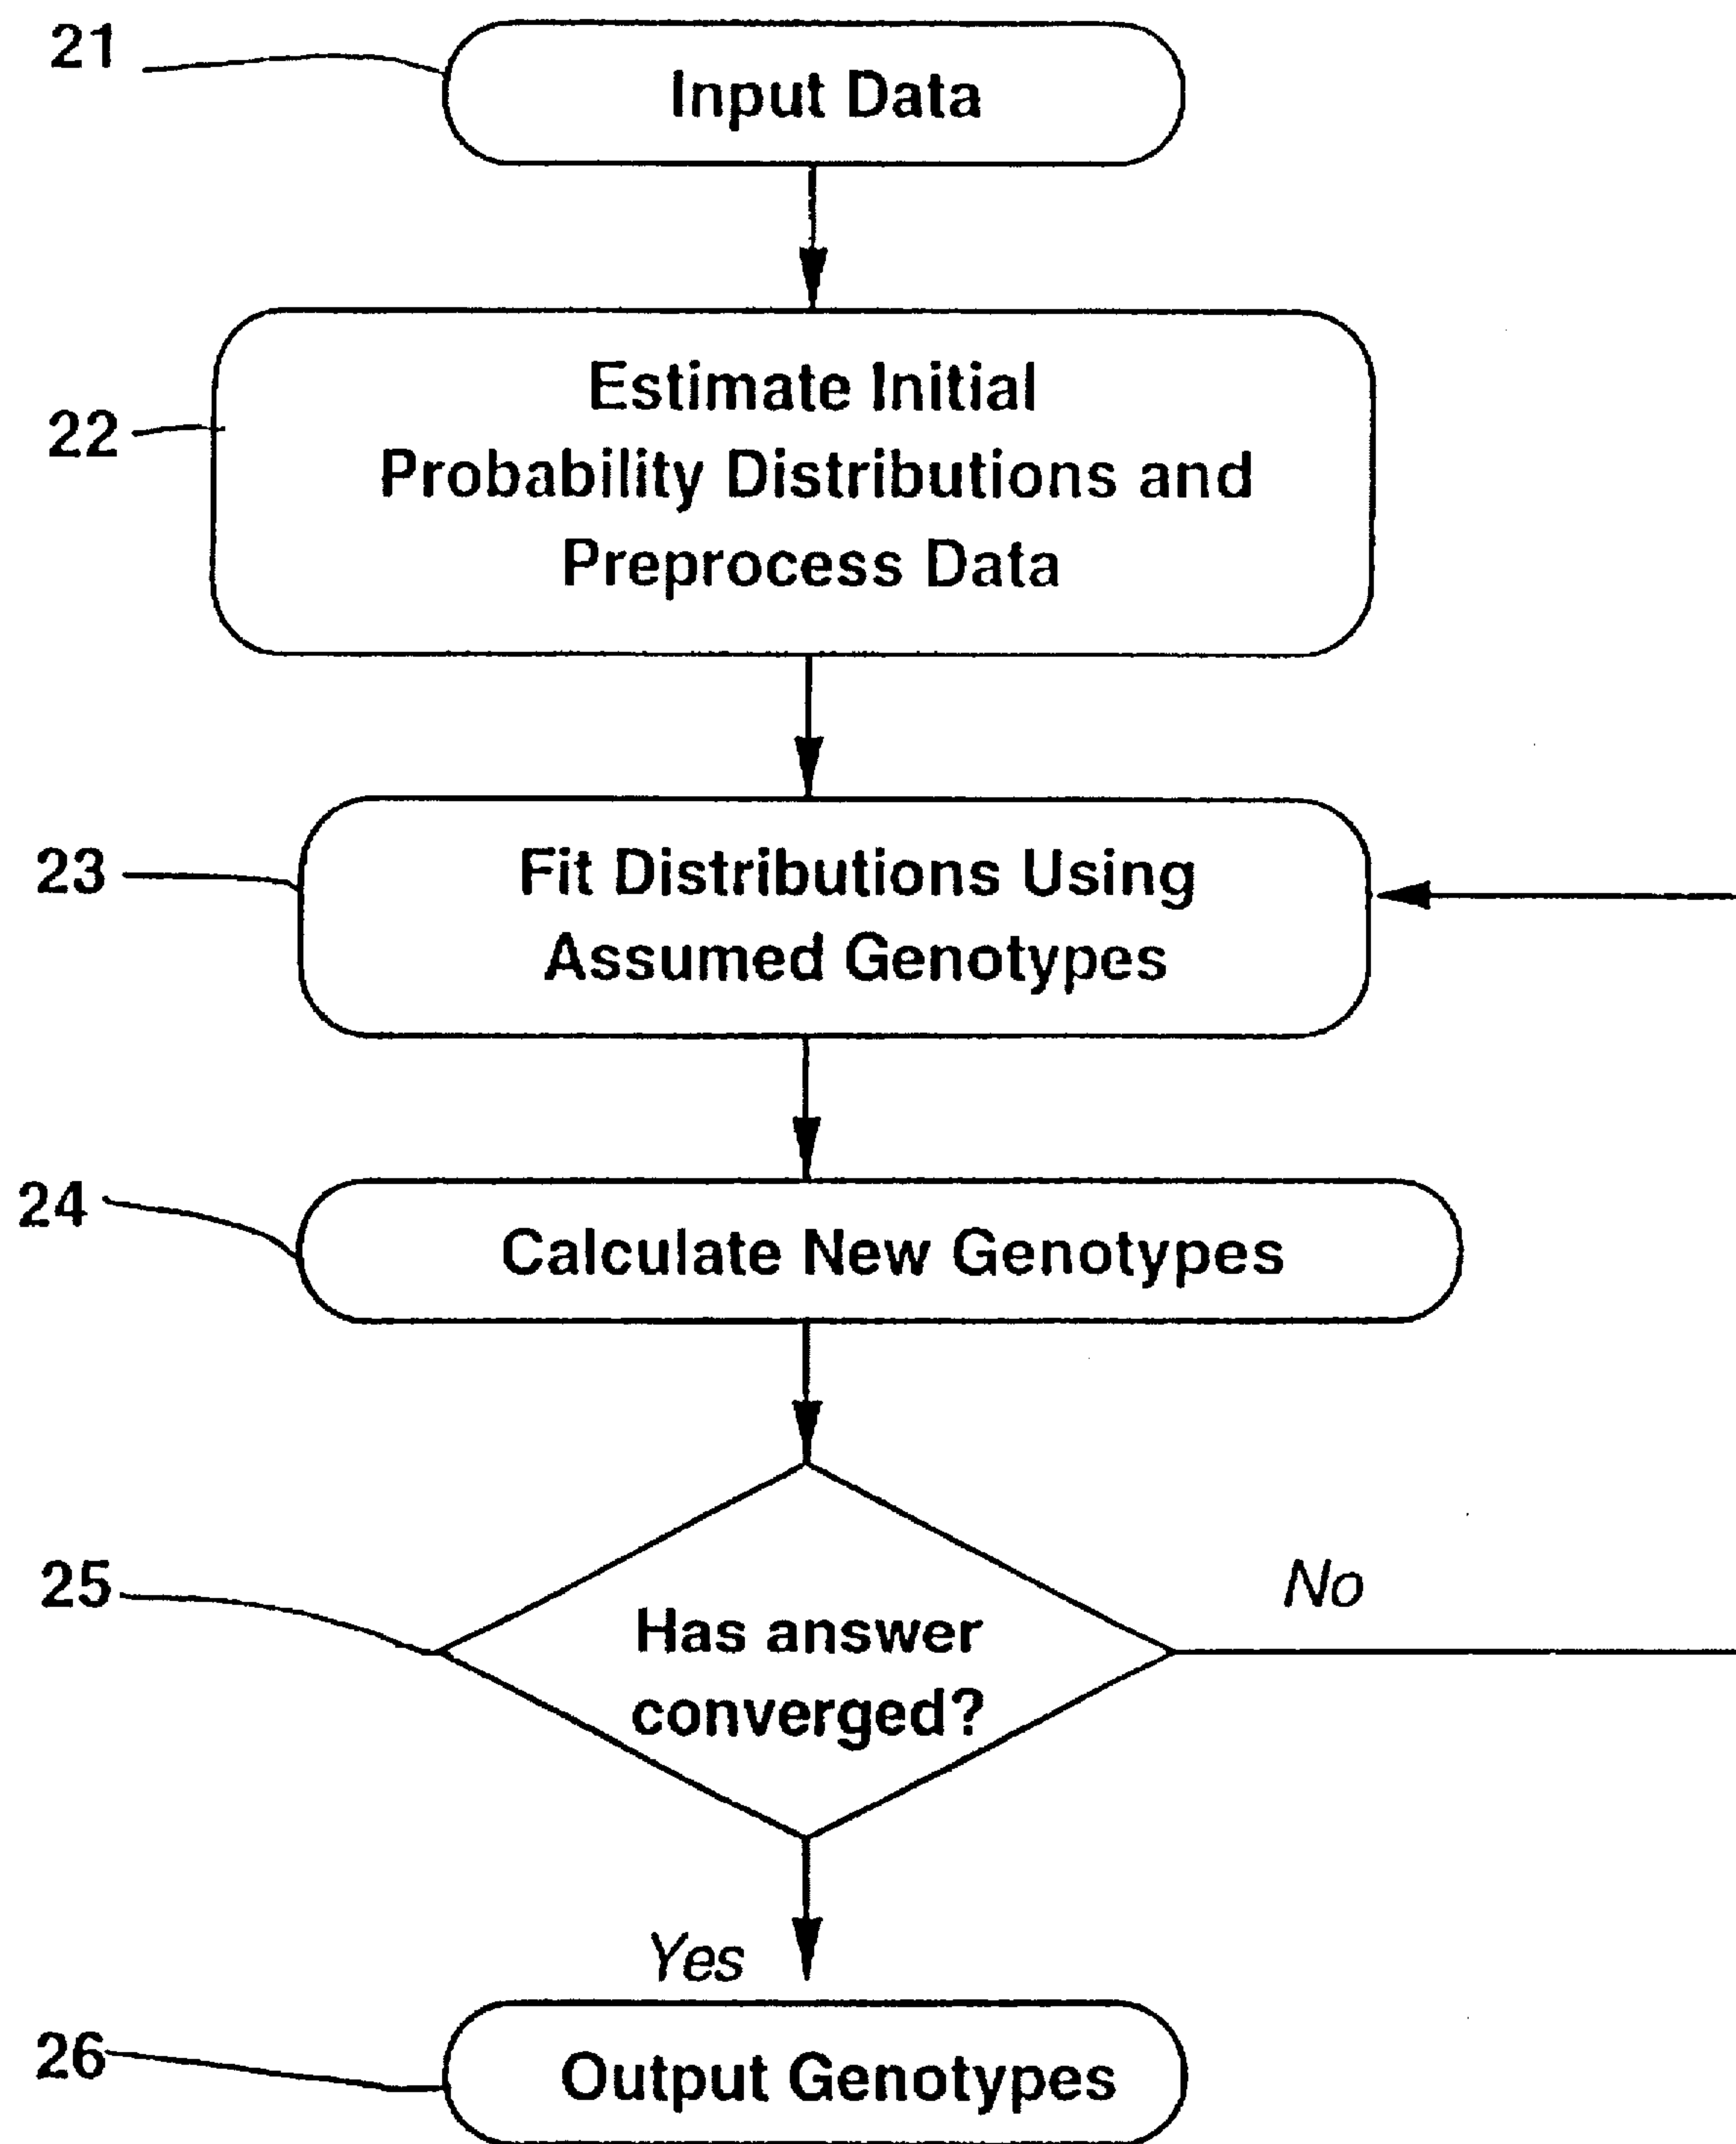 21
Input Data
22
Estimate Initial
Probability Distributions and
Preprocess Data
23
Fit Distributions Using
Assumed Genotypes
24
Calculate New Genotypes
25
Has answer
converged?
No
Yes
26
Output Genotypes